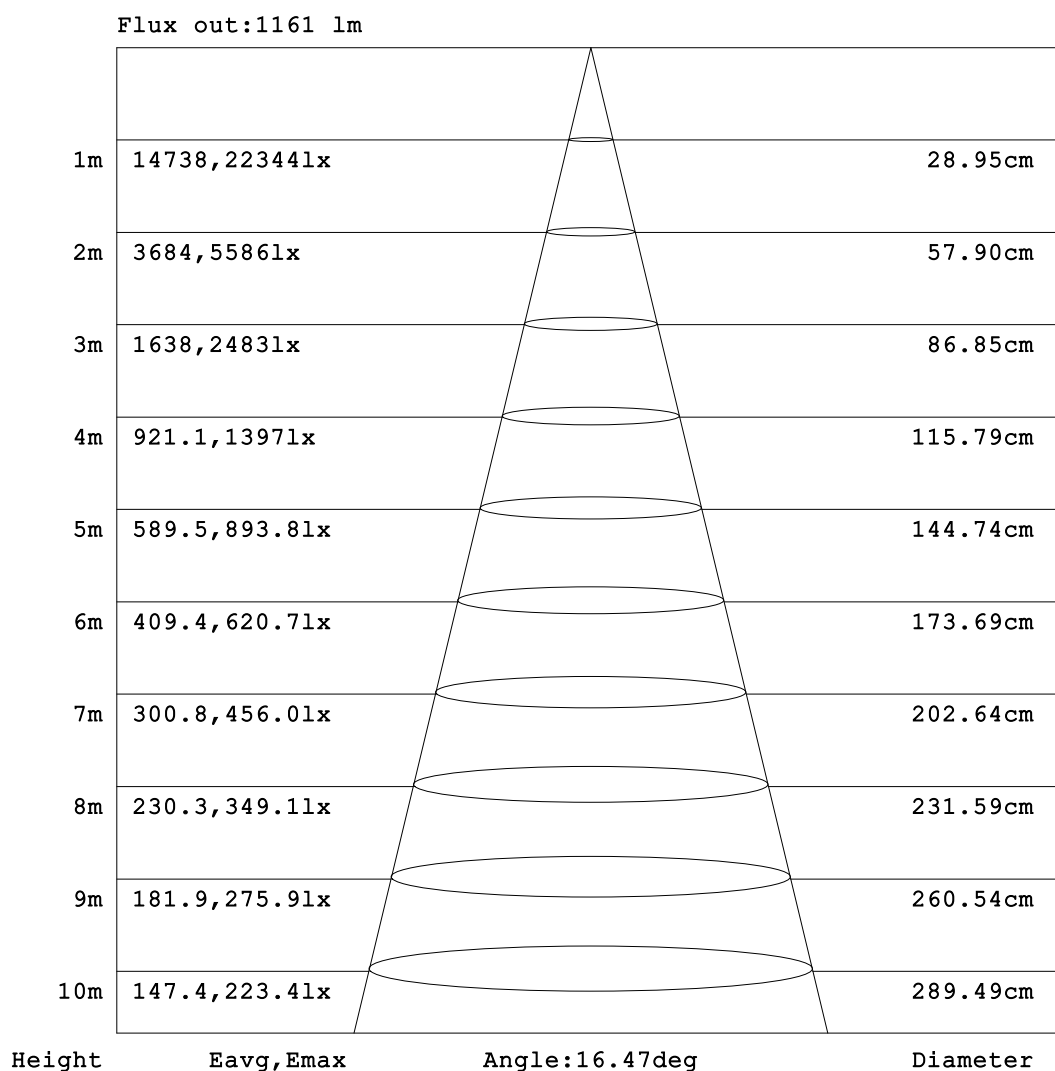 Flux out:1161 lm
1m 14738,22344lx 28.95cm
2m 3684,5586lx 57.90cm
3m 1638,2483lx 86.85cm
4m 921.1,1397lx 115.79cm
5m 589.5,893.8lx 144.74cm
6m 409.4,620.7lx 173.69cm
7m 300.8,456.0lx 202.64cm
8m 230.3,349.1lx 231.59cm
9m 181.9,275.9lx 260.54cm
10m 147.4,223.4lx 289.49cm
Height Eavg,Emax Angle:16.47deg Diameter